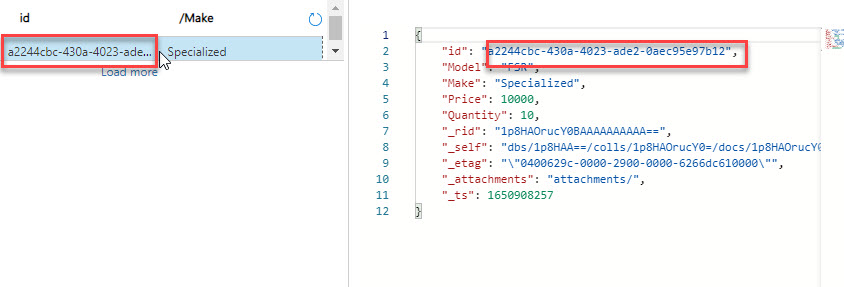 id /Make
a2244cbc-430a-4023-ade... Specialized
Load more
1 {
2 "id": "a2244cbc-430a-4023-ade2-0aec95e97b12",
3 "Model": "FSR",
4 "Make": "Specialized",
5 "Price": 10000,
6 "Quantity": 10,
7 "_rid": "1p8HAOrucY0BAAAAAAAAAA==",
8 "_self": "dbs/1p8HAA==/colls/1p8HAOrucY0=/docs/1p8HAOrucY0
9 "_etag": "\"0400629c-0000-2900-0000-6266dc610000\"",
10 "_attachments": "attachments/",
11 "_ts": 1650908257
12 }